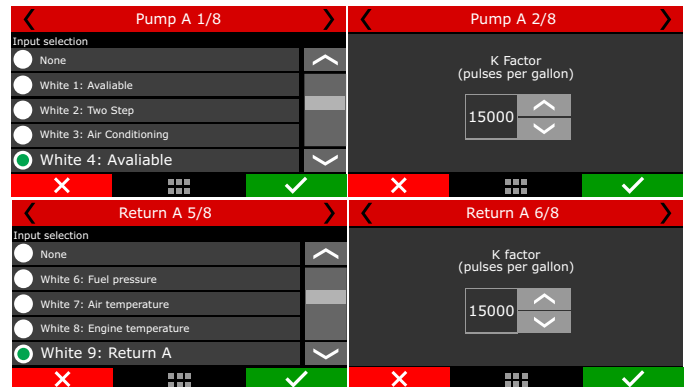 Pump A 1/8
Input selection
None
White 1: Avaliable
White 2: Two Step
White 3: Air Conditioning
White 4: Avaliable
Pump A 2/8
K Factor
(pulses per gallon)
15000
Return A 5/8
Input selection
None
White 6: Fuel pressure
White 7: Air temperature
White 8: Engine temperature
White 9: Return A
Return A 6/8
K factor
(pulses per gallon)
15000